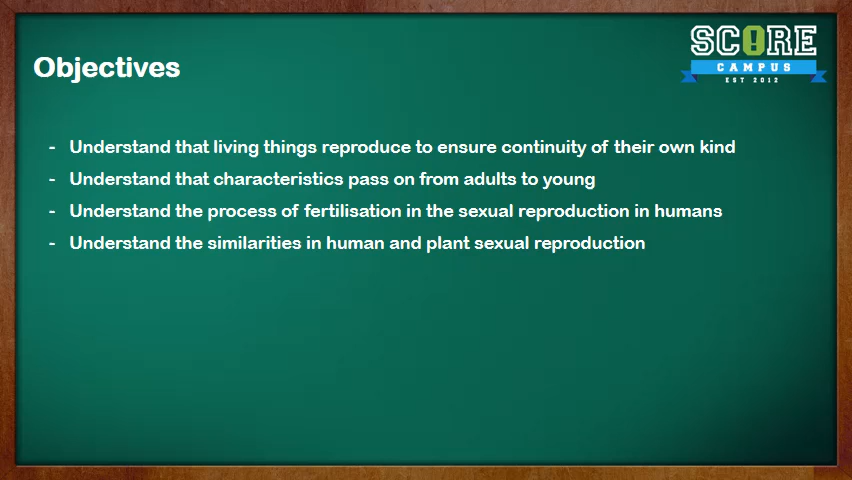 SCORE
CAMPUS
EST 2012
Objectives
- Understand that living things reproduce to ensure continuity of their own kind
- Understand that characteristics pass on from adults to young
- Understand the process of fertilisation in the sexual reproduction in humans
- Understand the similarities in human and plant sexual reproduction